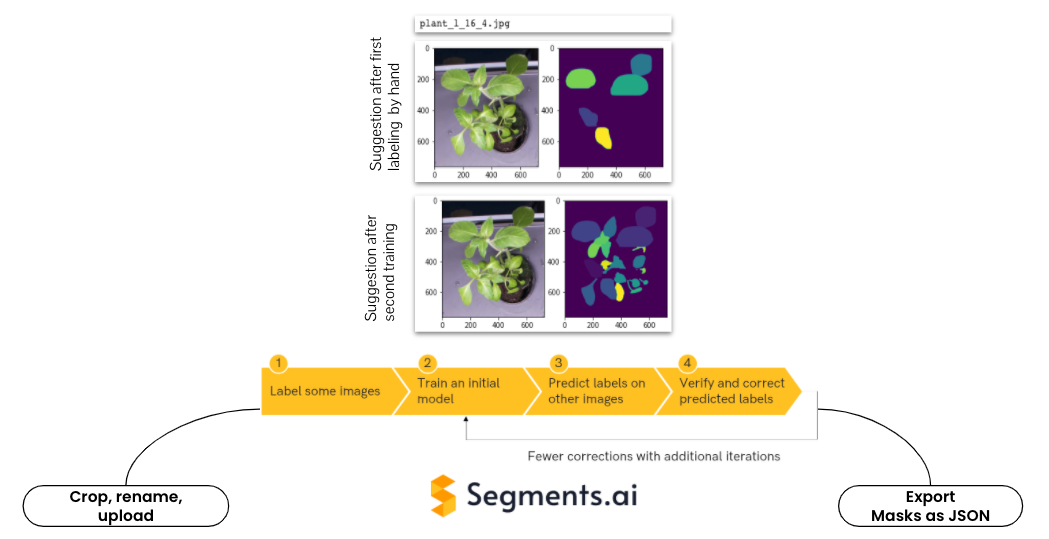 plant_1_16_4.jpg
Suggestion after first
labeling by hand
0
200
400
600
0 200 400 600
0
200
400
600
0 200 400 600
Suggestion after
second training
0
200
400
600
0 200 400 600
0
200
400
600
0 200 400 600
1
Label some images
2
Train an initial
model
3
Predict labels on
other images
4
Verify and correct
predicted labels
Fewer corrections with additional iterations
Crop, rename,
upload
Segments.ai
Export
Masks as JSON